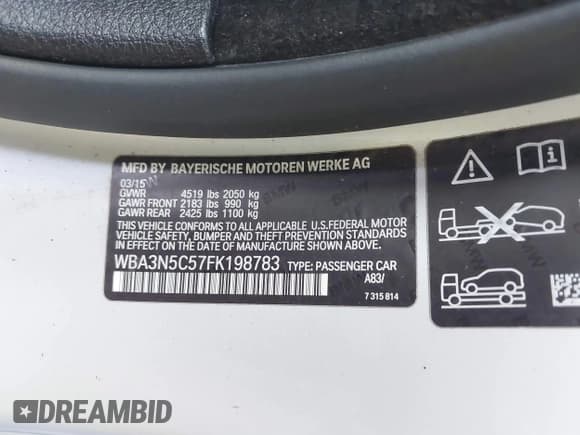 MFD BY BAYERISCHE MOTOREN WERKE AG
03/15
GVWR 4519 lbs 2050 kg
GAWR FRONT 2183 lbs 990 kg
GAWR REAR 2425 lbs 1100 kg
THIS VEHICLE CONFORMS TO ALL APPLICABLE U.S.FEDERAL MOTOR
VEHICLE SAFETY, BUMPER, AND THEFT PREVENTION STANDARDS
IN EFFECT ON THE DATE OF MANUFACTURE SHOWN ABOVE.
WBA3N5C57FK198783 TYPE: PASSENGER CAR
A83/
7 315 814
DREAMBID